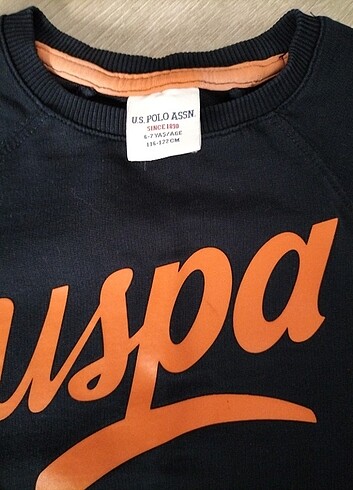 U.S. POLO ASSN.
SINCE 1890
6-7 YAŞ/AGE
116-122 CM
uspa